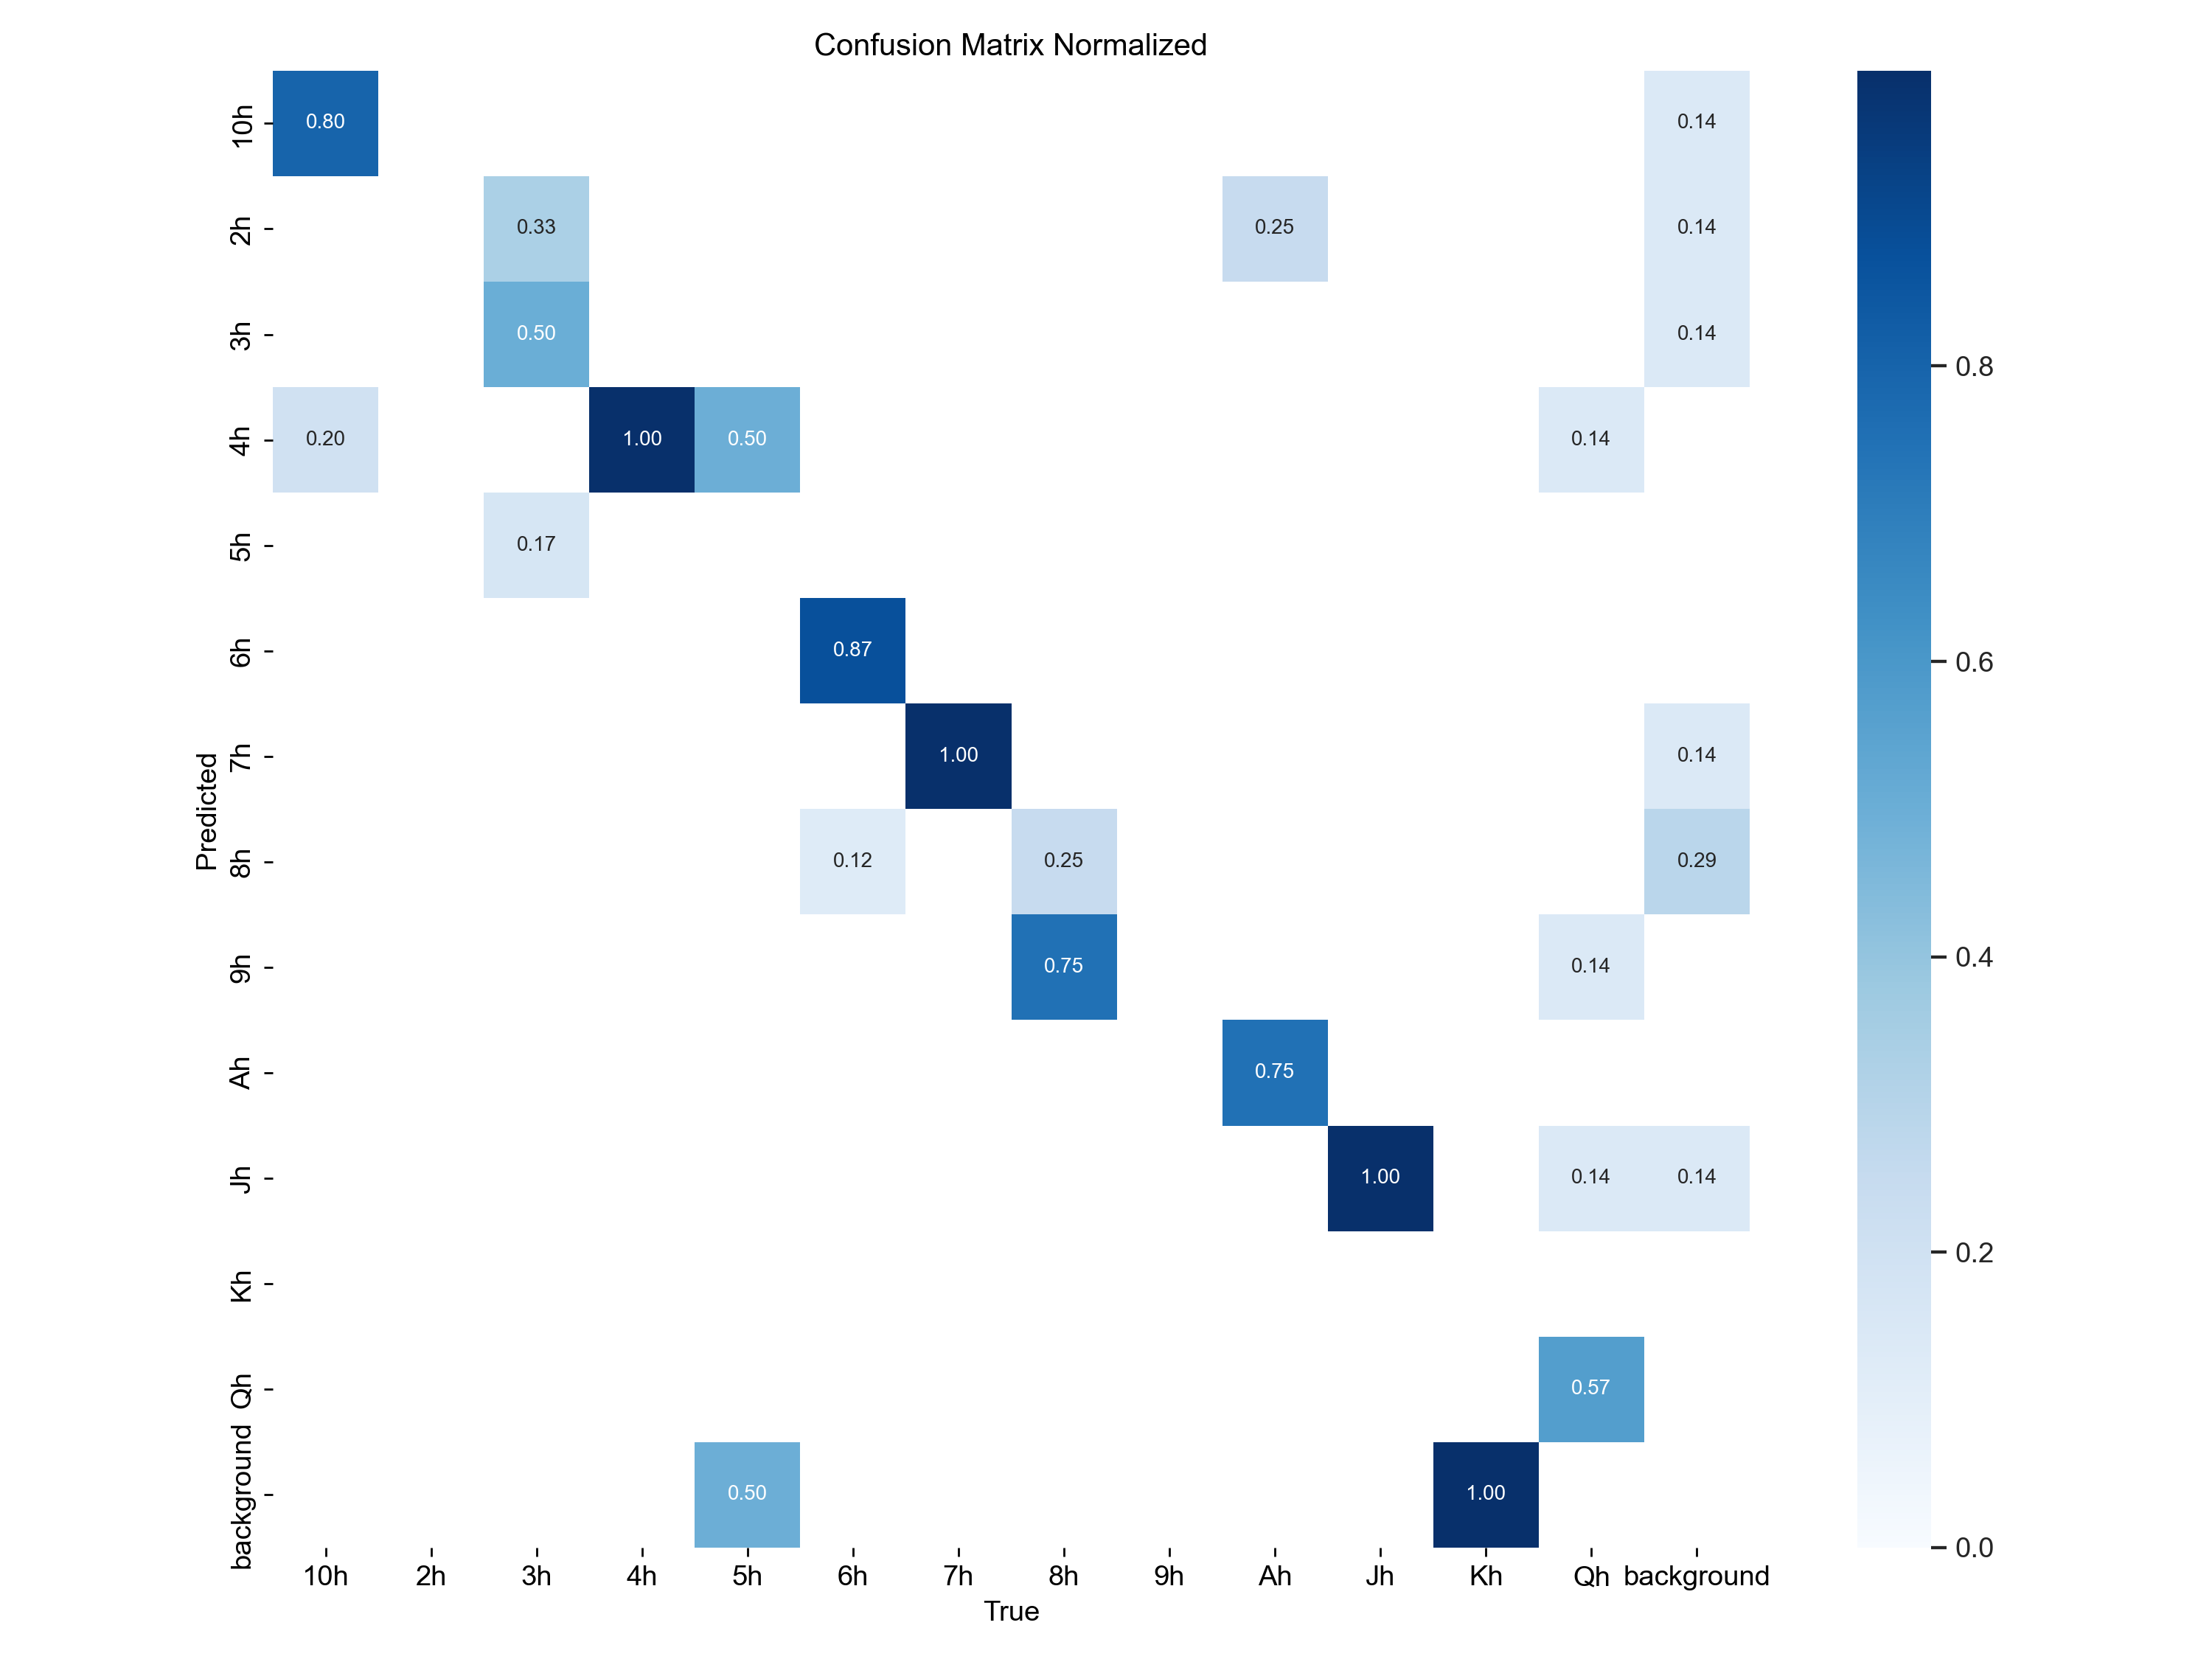 Confusion Matrix Normalized
10h
0.80
0.14
2h
0.33
0.25
0.14
3h
0.50
0.14
0.8
4h
0.20
1.00
0.50
0.14
5h
0.17
6h
0.87
0.6
7h
1.00
0.14
Predicted
8h
0.12
0.25
0.29
9h
0.75
0.14
0.4
Ah
0.75
Jh
1.00
0.14
0.14
Kh
0.2
Qh
0.57
background
0.50
1.00
0.0
10h 2h 3h 4h 5h 6h 7h 8h 9h Ah Jh Kh Qh background
True